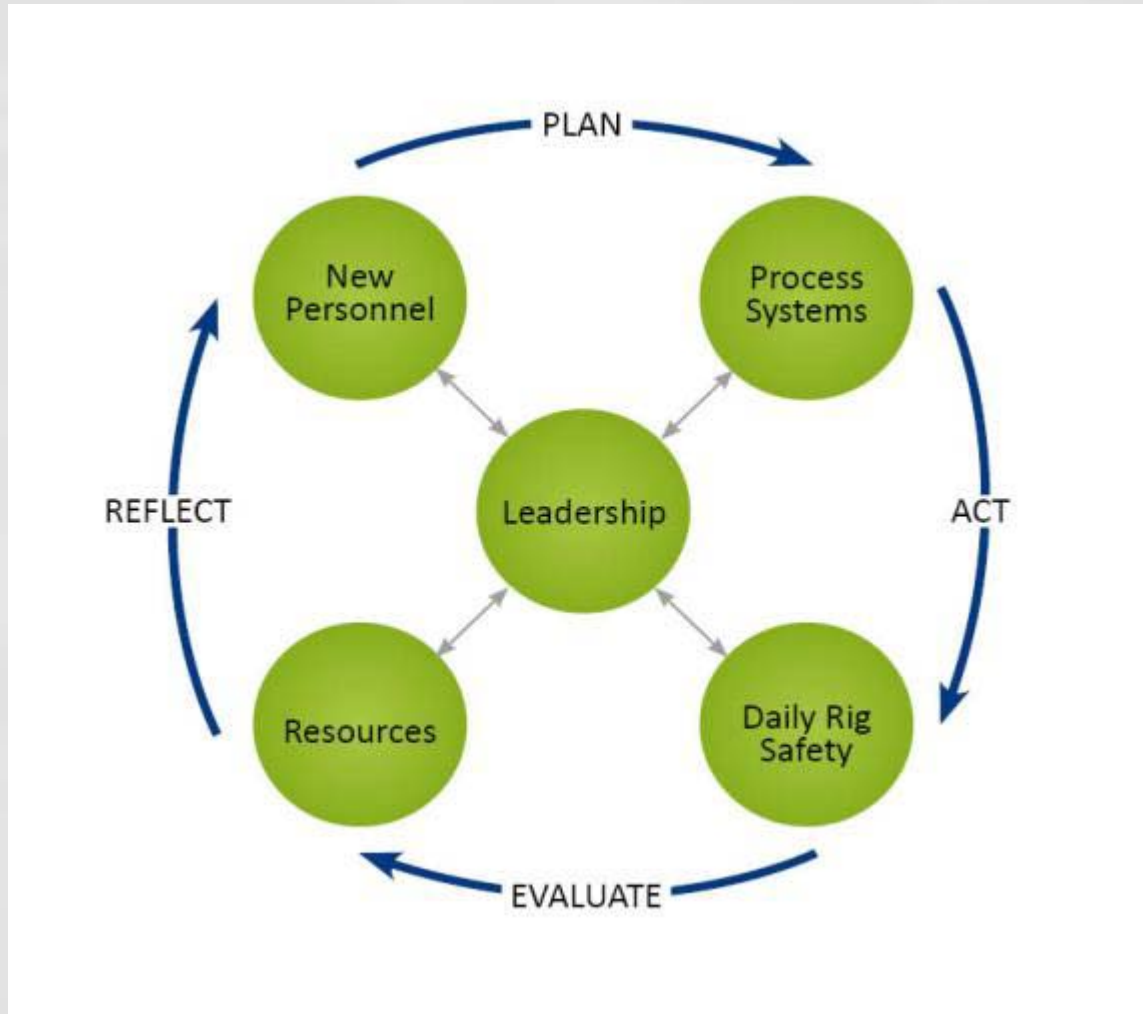 PLAN
New
Personnel
Process
Systems
REFLECT
Leadership
ACT
Resources
Daily Rig
Safety
EVALUATE